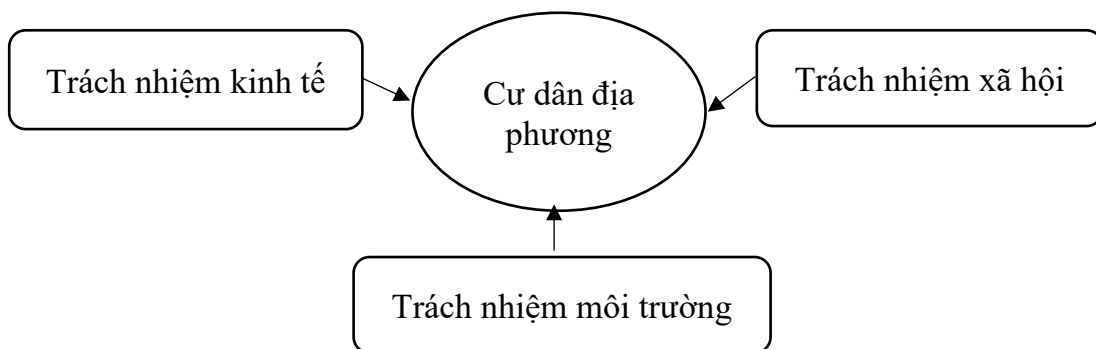 Trách nhiệm kinh tế
Cư dân địa
phương
Trách nhiệm xã hội
Trách nhiệm môi trường